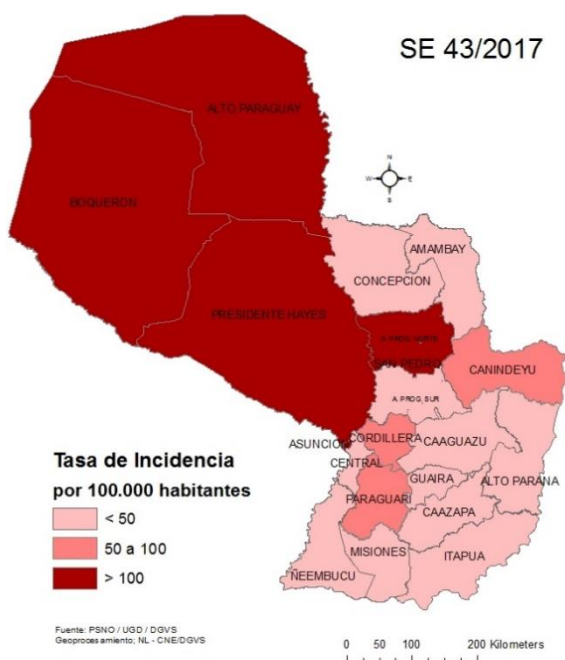 SE 43/2017
ALTO PARAGUAY
BOQUERON
N
W E
S
AMAMBAY
CONCEPCION
PRESIDENTE HAYES
A. PROG. NORTE
SAN PEDRO
CANINDEYU
A. PROG. SUR
CORDILLERA
ASUNCION
CAAGUAZU
CENTRAL
GUAIRA
ALTO PARANA
PARAGUARI
CAAZAPA
MISIONES
ITAPUA
ÑEEMBUCU
Tasa de Incidencia
por 100.000 habitantes
< 50
50 a 100
> 100
Fuente: PSNO / UGD / DGVS
Geoprocesamiento; NL - CNE/DGVS
0 50 100 200 Kilometers